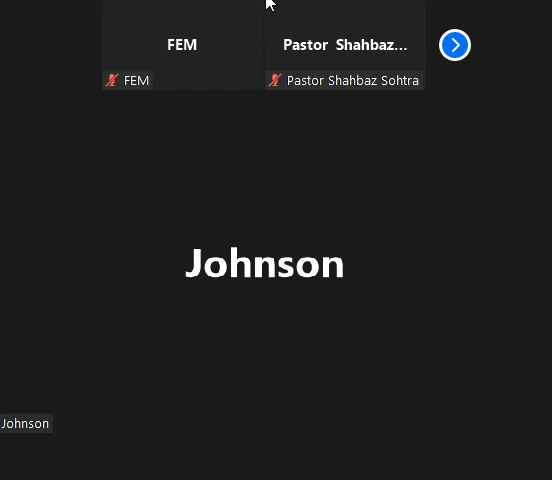 FEM
Pastor Shahbaz...
FEM
Pastor Shahbaz Sohtra
Johnson
Johnson